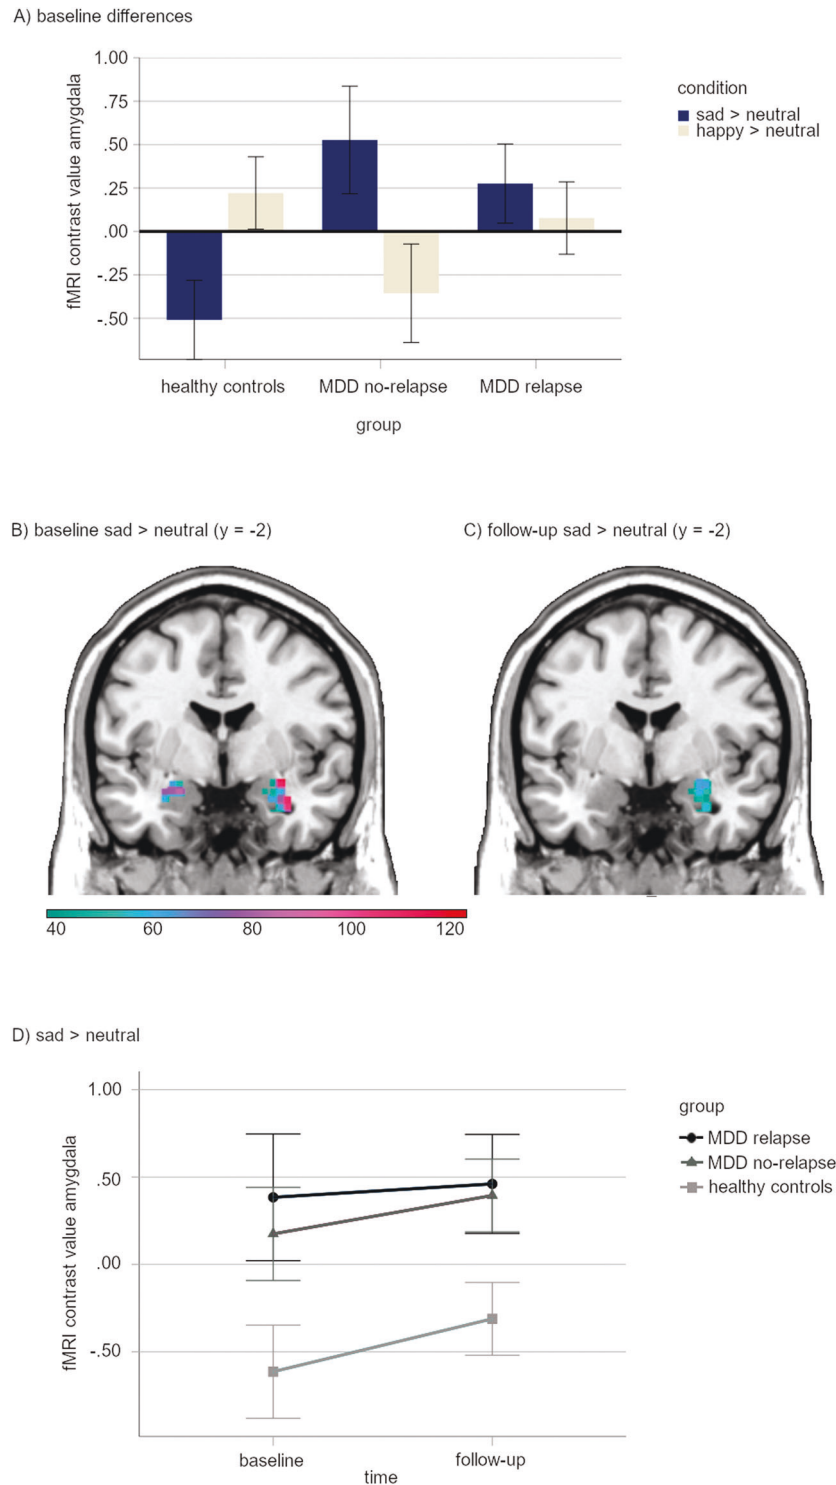 A) baseline differences
fMRI contrast value amygdala
1.00
.75
.50
.25
.00
-.25
-.50
healthy controls
MDD no-relapse
MDD relapse
group
condition
sad > neutral
happy > neutral
B) baseline sad > neutral (y = -2)
C) follow-up sad > neutral (y = -2)
40 60 80 100 120
D) sad > neutral
fMRI contrast value amygdala
1.00
.50
.00
-.50
baseline
follow-up
time
group
MDD relapse
MDD no-relapse
healthy controls